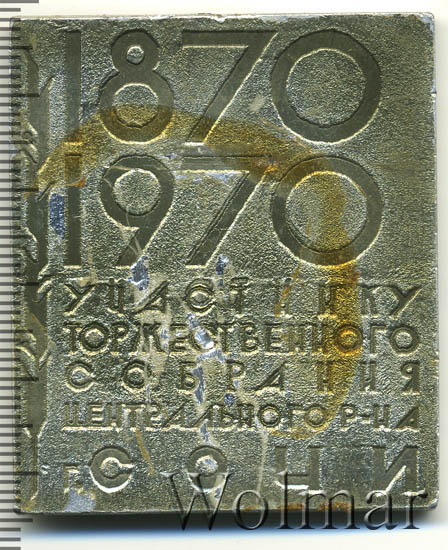 1870
1970
УЧАСТНИКУ
ТОРЖЕСТВЕННОГО
СОБРАНИЯ
ЦЕНТРАЛЬНОГО Р-НА
г. СОЧИ
Wolmar